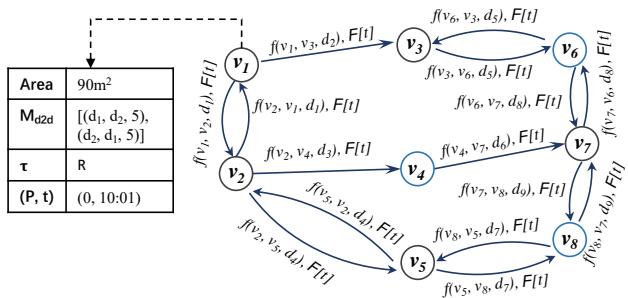 Area 90m²
M_d2d [(d₁, d₂, 5),
(d₂, d₁, 5)]
τ R
(P, t) (0, 10:01)
v₁
v₂
v₃
v₄
v₅
v₆
v₇
v₈
f(v₁, v₃, d₂), F[t]
f(v₆, v₃, d₅), F[t]
f(v₃, v₆, d₅), F[t]
f(v₁, v₂, d₁), F[t]
f(v₂, v₁, d₁), F[t]
f(v₆, v₇, d₈), F[t]
f(v₇, v₆, d₈), F[t]
f(v₂, v₄, d₃), F[t]
f(v₄, v₇, d₆), F[t]
f(v₅, v₂, d₄), F[t]
f(v₂, v₅, d₄), F[t]
f(v₇, v₈, d₉), F[t]
f(v₈, v₇, d₉), F[t]
f(v₈, v₅, d₇), F[t]
f(v₅, v₈, d₇), F[t]